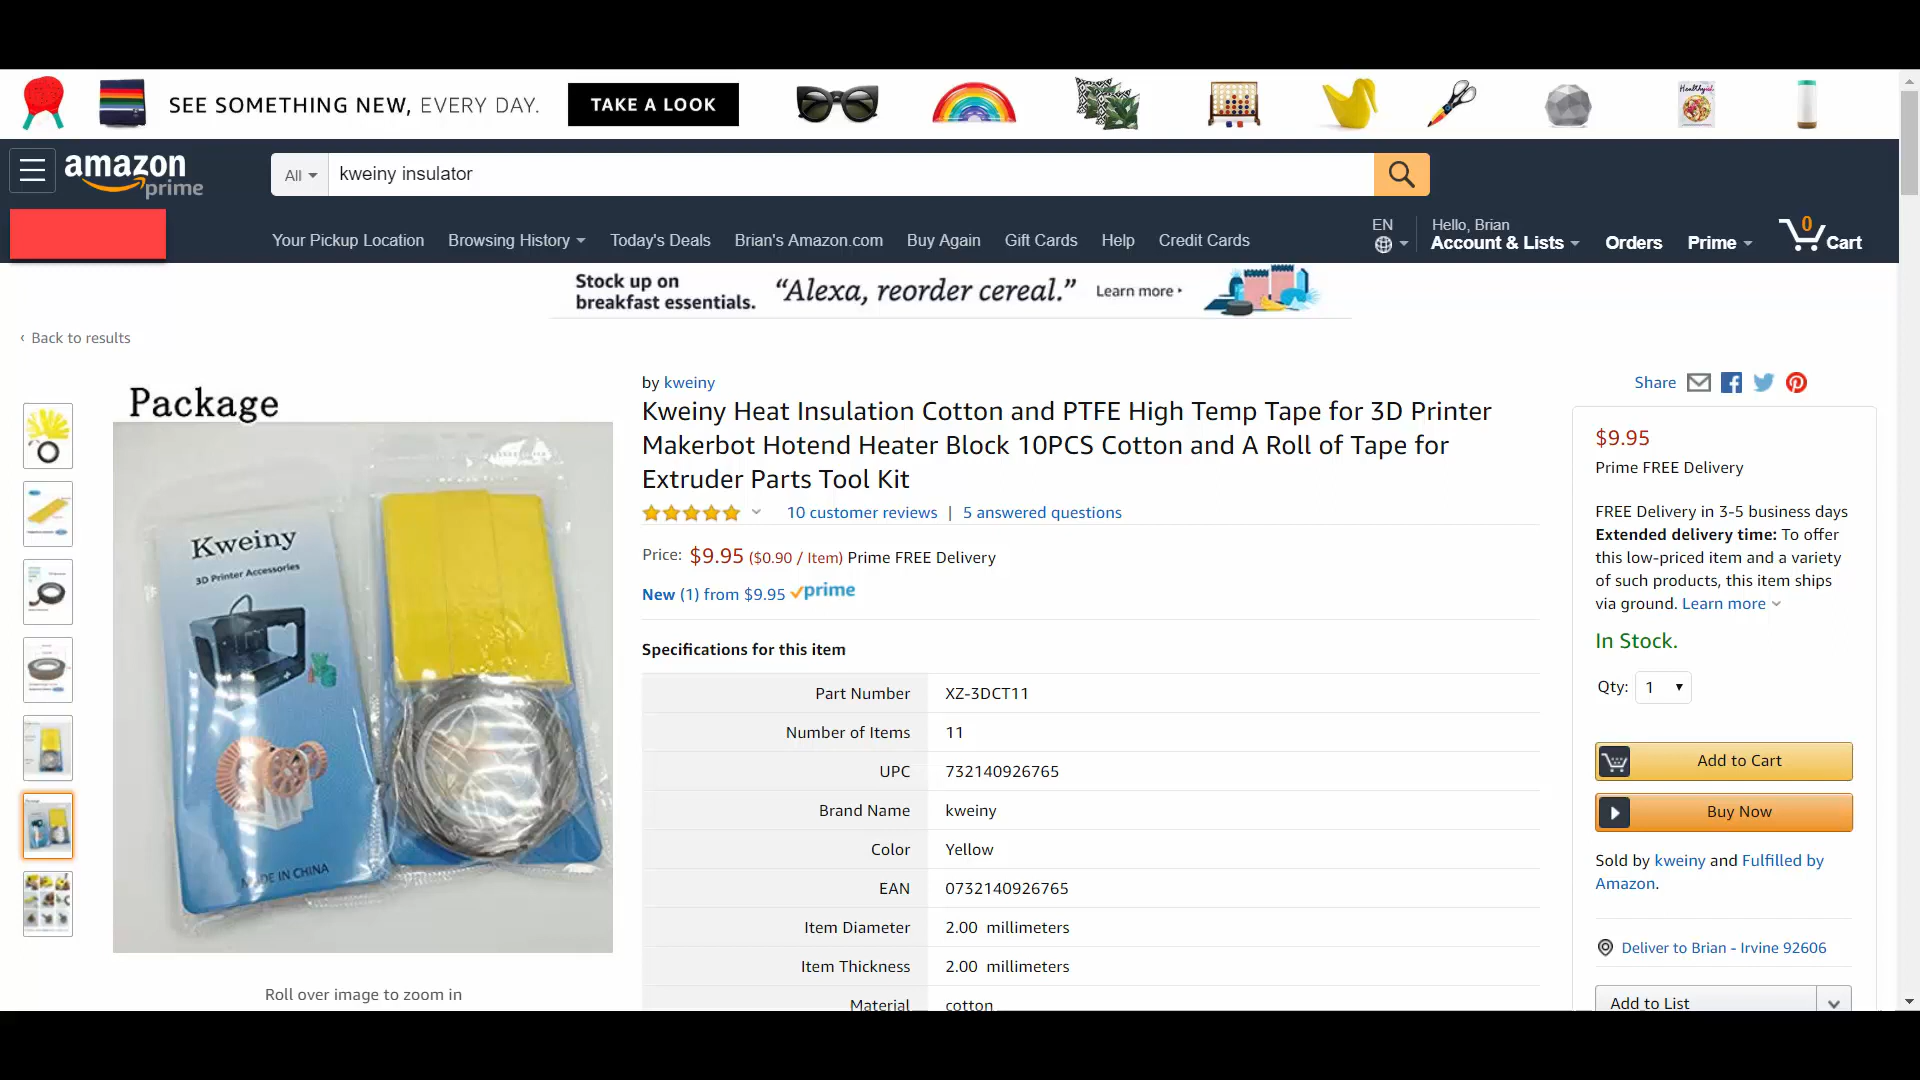 SEE SOMETHING NEW, EVERY DAY. TAKE A LOOK
Healthyish
amazon prime
All
kweiny insulator
Your Pickup Location Browsing History Today's Deals Brian's Amazon.com Buy Again Gift Cards Help Credit Cards
EN
Hello, Brian
Account & Lists Orders Prime 0 Cart
Stock up on
breakfast essentials. “Alexa, reorder cereal.” Learn more
‹ Back to results
Package
Kweiny
3D Printer Accessories
MADE IN CHINA
Roll over image to zoom in
by kweiny
Kweiny Heat Insulation Cotton and PTFE High Temp Tape for 3D Printer
Makerbot Hotend Heater Block 10PCS Cotton and A Roll of Tape for
Extruder Parts Tool Kit
10 customer reviews | 5 answered questions
Price: $9.95 ($0.90 / Item) Prime FREE Delivery
New (1) from $9.95 prime
Specifications for this item
Part Number XZ-3DCT11
Number of Items 11
UPC 732140926765
Brand Name kweiny
Color Yellow
EAN 0732140926765
Item Diameter 2.00 millimeters
Item Thickness 2.00 millimeters
Material cotton
Share
$9.95
Prime FREE Delivery
FREE Delivery in 3-5 business days
Extended delivery time: To offer
this low-priced item and a variety
of such products, this item ships
via ground. Learn more
In Stock.
Qty: 1
Add to Cart
Buy Now
Sold by kweiny and Fulfilled by
Amazon.
Deliver to Brian - Irvine 92606
Add to List